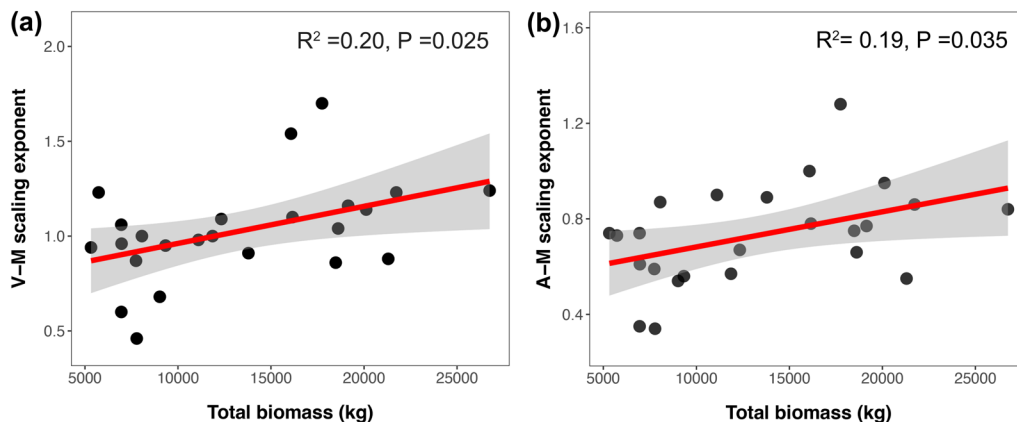 (a)
R² =0.20, P =0.025
2.0
1.5
1.0
0.5
V−M scaling exponent
5000 10000 15000 20000 25000
Total biomass (kg)
(b)
R²= 0.19, P =0.035
1.6
1.2
0.8
0.4
A−M scaling exponent
5000 10000 15000 20000 25000
Total biomass (kg)